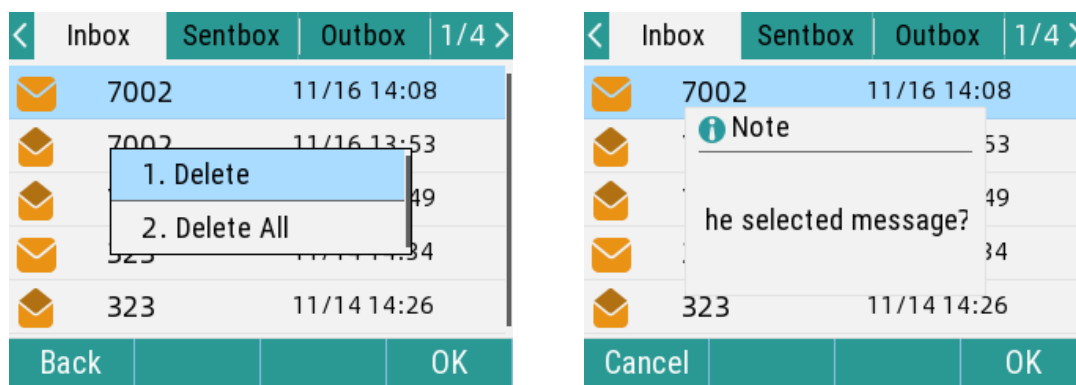 Inbox Sentbox Outbox 1/4
7002 11/16 14:08
7002 11/16 13:53
1. Delete
49
2. Delete All
34
323 11/14 14:26
Back OK
Inbox Sentbox Outbox 1/4
7002 11/16 14:08
Note
53
49
he selected message?
34
323 11/14 14:26
Cancel OK